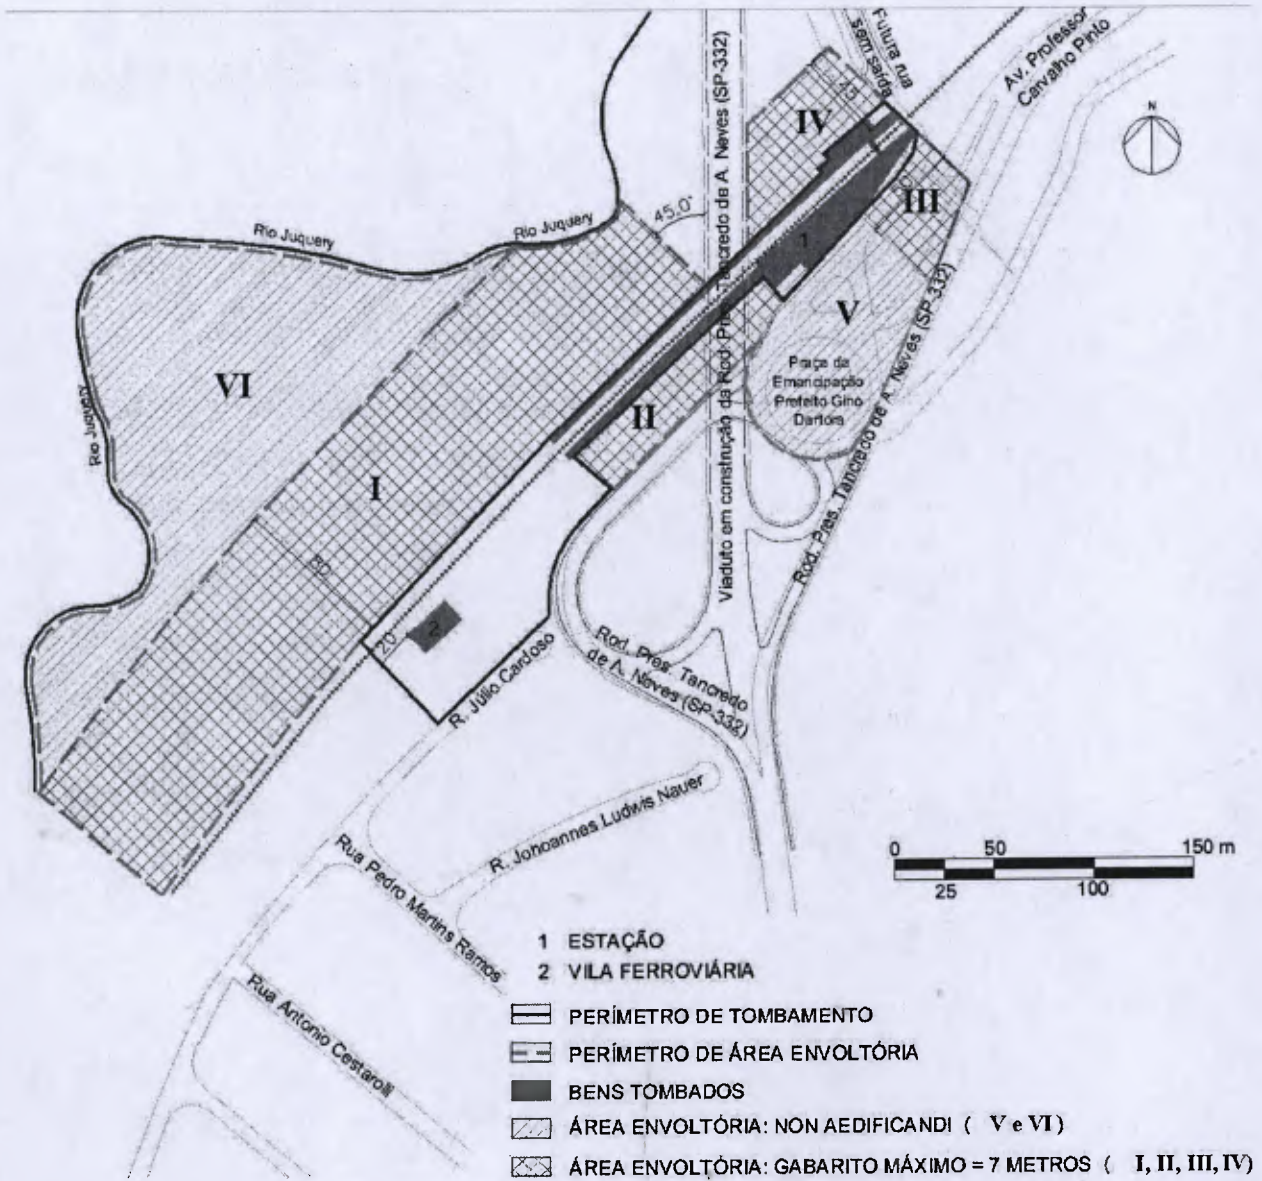 Futura rua
sem saída
Av. Professor
Carvalho Pinto
N
IV
45
III
45,0°
Rio Juquery
Rio Juquery
Viaduto em construção da Rod. Pres. Tancredo de A. Neves (SP-332)
1
V
Praça da
Emancipação
Prefeito Gino
Dartora
VI
Rio Juquery
II
I
Rod. Pres. Tancredo de A. Neves (SP-332)
80
20
2
R. Júlio Cardoso
Rod. Pres. Tancredo
de A. Neves (SP-332)
R. Johoannes Ludwis Nauer
Rua Pedro Martins Ramos
Rua Antonio Cestarolli
0 50 150 m
25 100
1 ESTAÇÃO
2 VILA FERROVIÁRIA
PERÍMETRO DE TOMBAMENTO
PERÍMETRO DE ÁREA ENVOLTÓRIA
BENS TOMBADOS
ÁREA ENVOLTÓRIA: NON AEDIFICANDI ( V e VI )
ÁREA ENVOLTÓRIA: GABARITO MÁXIMO = 7 METROS ( I, II, III, IV)